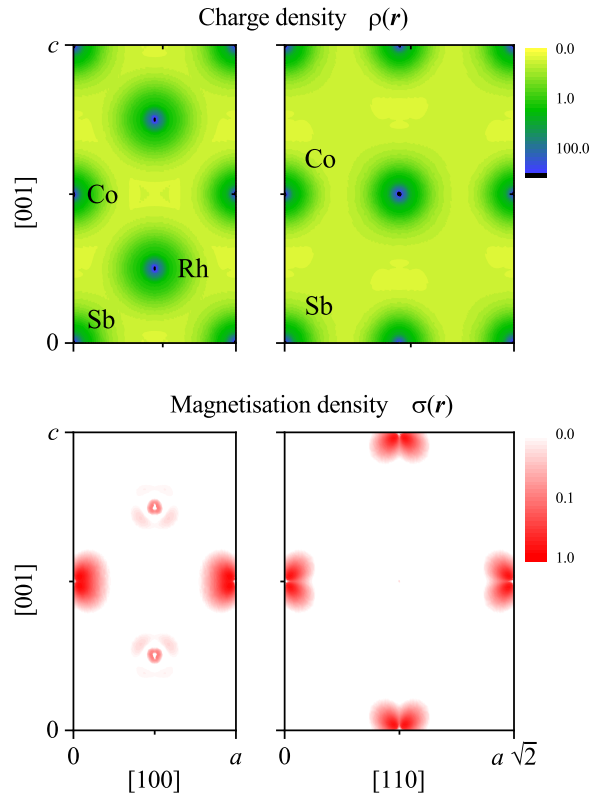 Charge density ρ(r)
c
[001]
0
Co
Rh
Sb
Co
Sb
0.0
1.0
100.0
Magnetisation density σ(r)
c
[001]
0
0
a
[100]
0
a √2
[110]
0.0
0.1
1.0